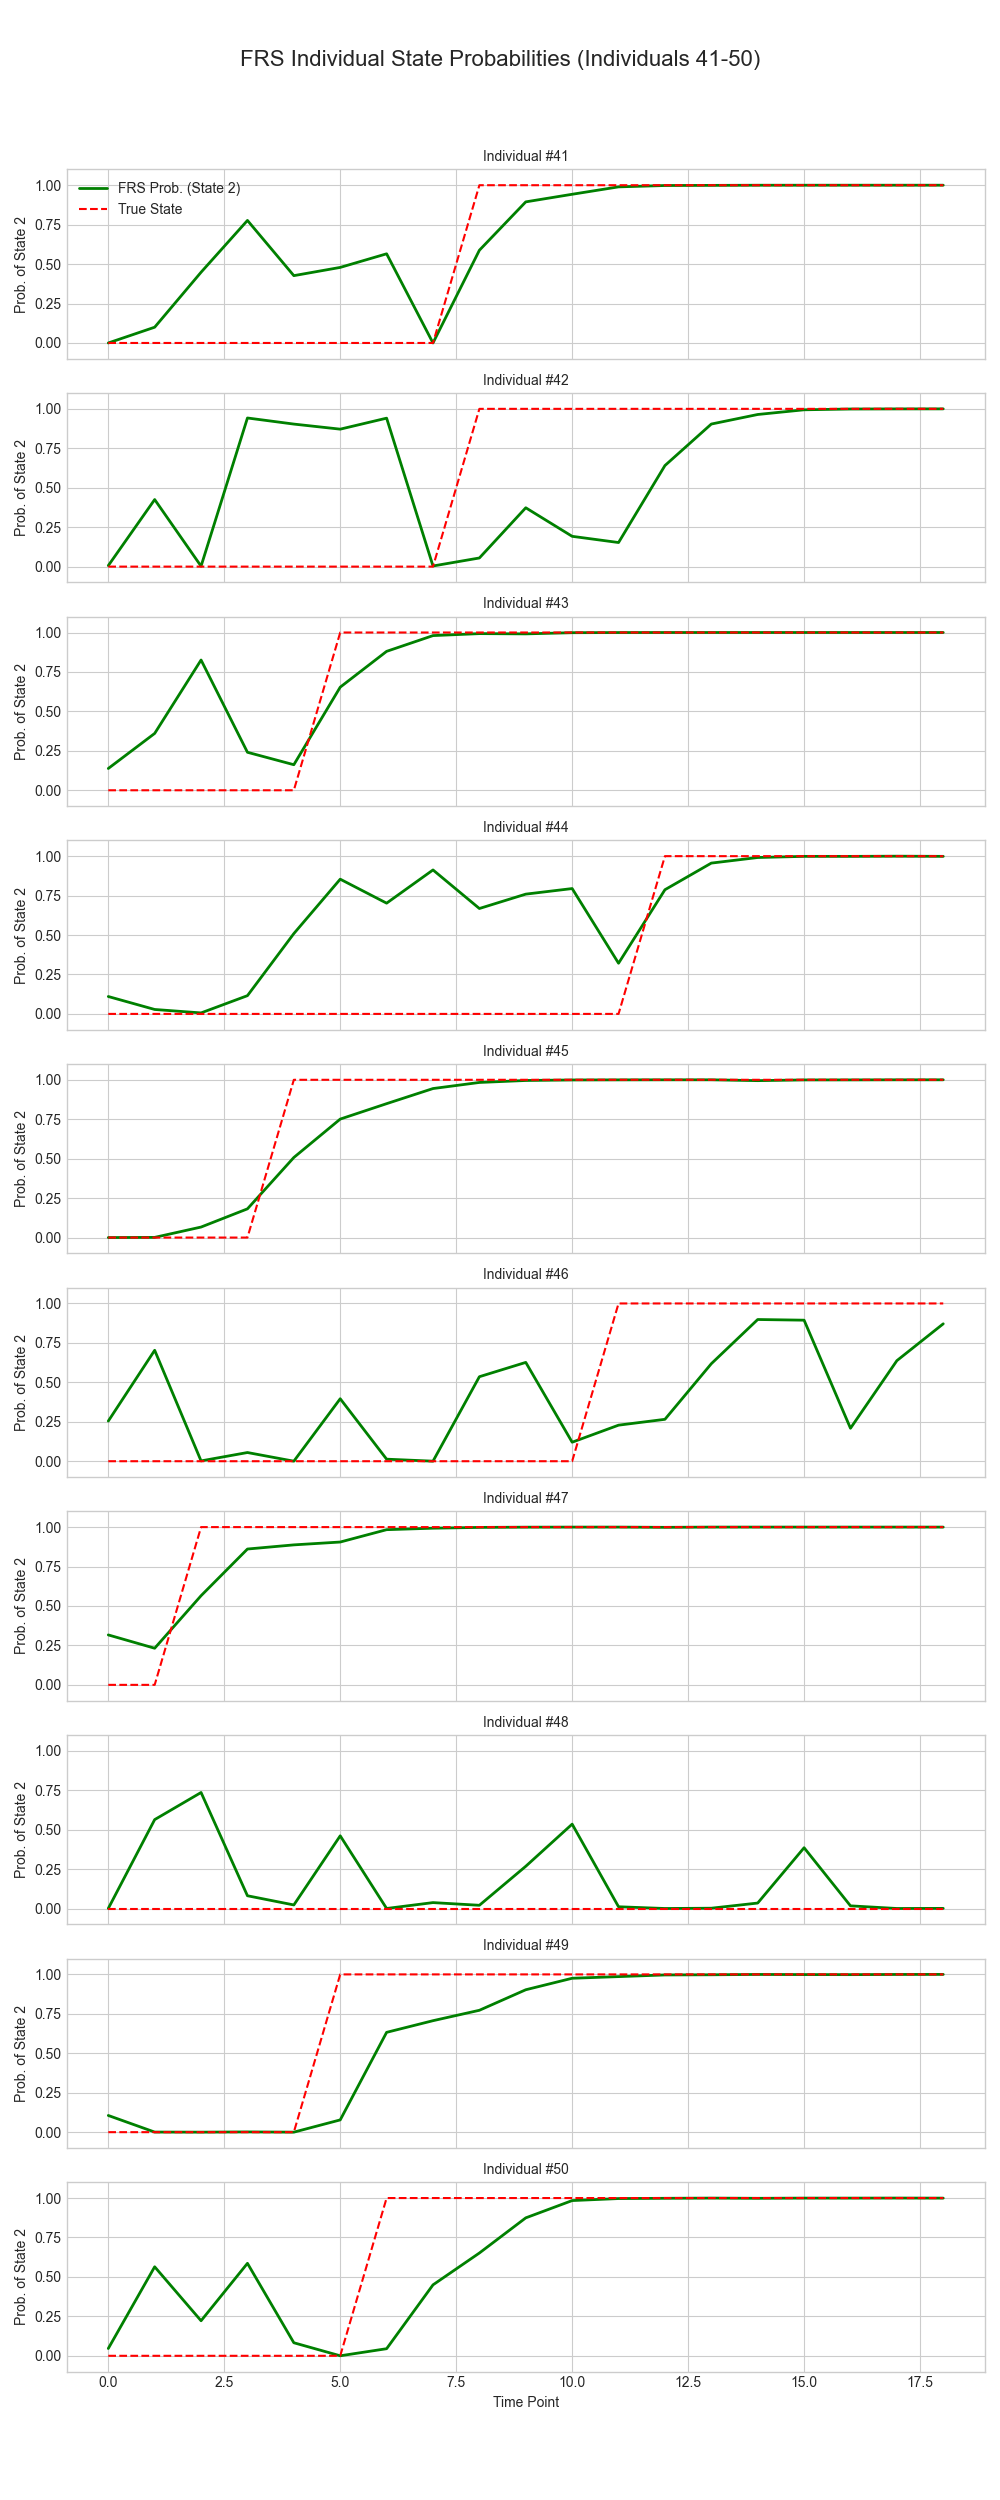 FRS Individual State Probabilities (Individuals 41-50)
Individual #41
FRS Prob. (State 2)
True State
Prob. of State 2
1.00
0.75
0.50
0.25
0.00
Individual #42
Prob. of State 2
1.00
0.75
0.50
0.25
0.00
Individual #43
Prob. of State 2
1.00
0.75
0.50
0.25
0.00
Individual #44
Prob. of State 2
1.00
0.75
0.50
0.25
0.00
Individual #45
Prob. of State 2
1.00
0.75
0.50
0.25
0.00
Individual #46
Prob. of State 2
1.00
0.75
0.50
0.25
0.00
Individual #47
Prob. of State 2
1.00
0.75
0.50
0.25
0.00
Individual #48
Prob. of State 2
1.00
0.75
0.50
0.25
0.00
Individual #49
Prob. of State 2
1.00
0.75
0.50
0.25
0.00
Individual #50
Prob. of State 2
1.00
0.75
0.50
0.25
0.00
0.0 2.5 5.0 7.5 10.0 12.5 15.0 17.5
Time Point